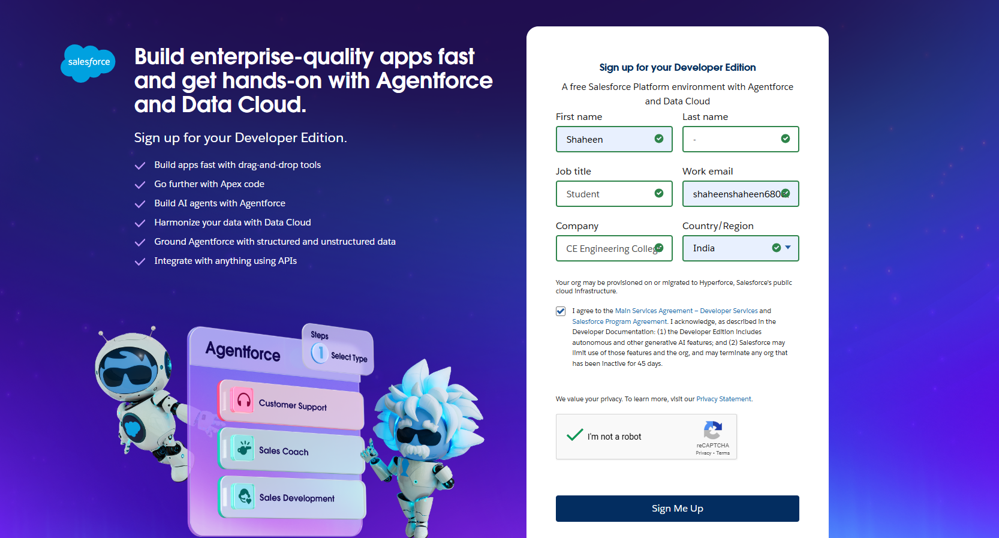 salesforce
Build enterprise-quality apps fast
and get hands-on with Agentforce
and Data Cloud.
Sign up for your Developer Edition.
Build apps fast with drag-and-drop tools
Go further with Apex code
Build AI agents with Agentforce
Harmonize your data with Data Cloud
Ground Agentforce with structured and unstructured data
Integrate with anything using APIs
Agentforce
Steps
1 Select Type
Customer Support
Sales Coach
Sales Development
Sign up for your Developer Edition
A free Salesforce Platform environment with Agentforce
and Data Cloud
First name Last name
Shaheen -
Job title Work email
Student
Company Country/Region
CE Engineering College India
Your org may be provisioned on or migrated to Hyperforce, Salesforce's public
cloud infrastructure.
I agree to the Main Services Agreement – Developer Services and
Salesforce Program Agreement. I acknowledge, as described in the
Developer Documentation: (1) the Developer Edition includes
autonomous and other generative AI features; and (2) Salesforce may
limit use of those features and the org, and may terminate any org that
has been inactive for 45 days.
We value your privacy. To learn more, visit our Privacy Statement.
I'm not a robot
reCAPTCHA
Privacy - Terms
Sign Me Up